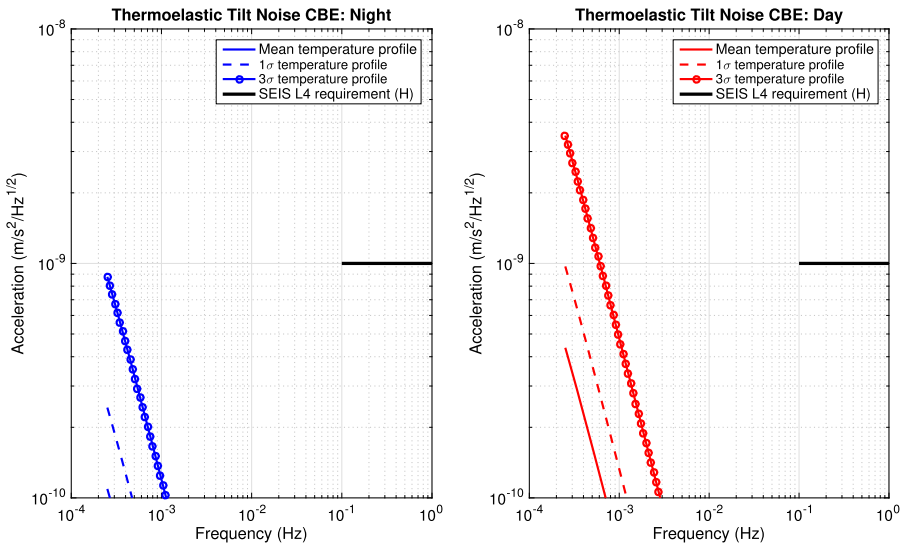 Thermoelastic Tilt Noise CBE: Night
Mean temperature profile
1σ temperature profile
3σ temperature profile
SEIS L4 requirement (H)
10^-8
10^-9
10^-10
Acceleration (m/s^2/Hz^1/2)
10^-4
10^-3
10^-2
10^-1
10^0
Frequency (Hz)
Thermoelastic Tilt Noise CBE: Day
Mean temperature profile
1σ temperature profile
3σ temperature profile
SEIS L4 requirement (H)
10^-8
10^-9
10^-10
Acceleration (m/s^2/Hz^1/2)
10^-4
10^-3
10^-2
10^-1
10^0
Frequency (Hz)